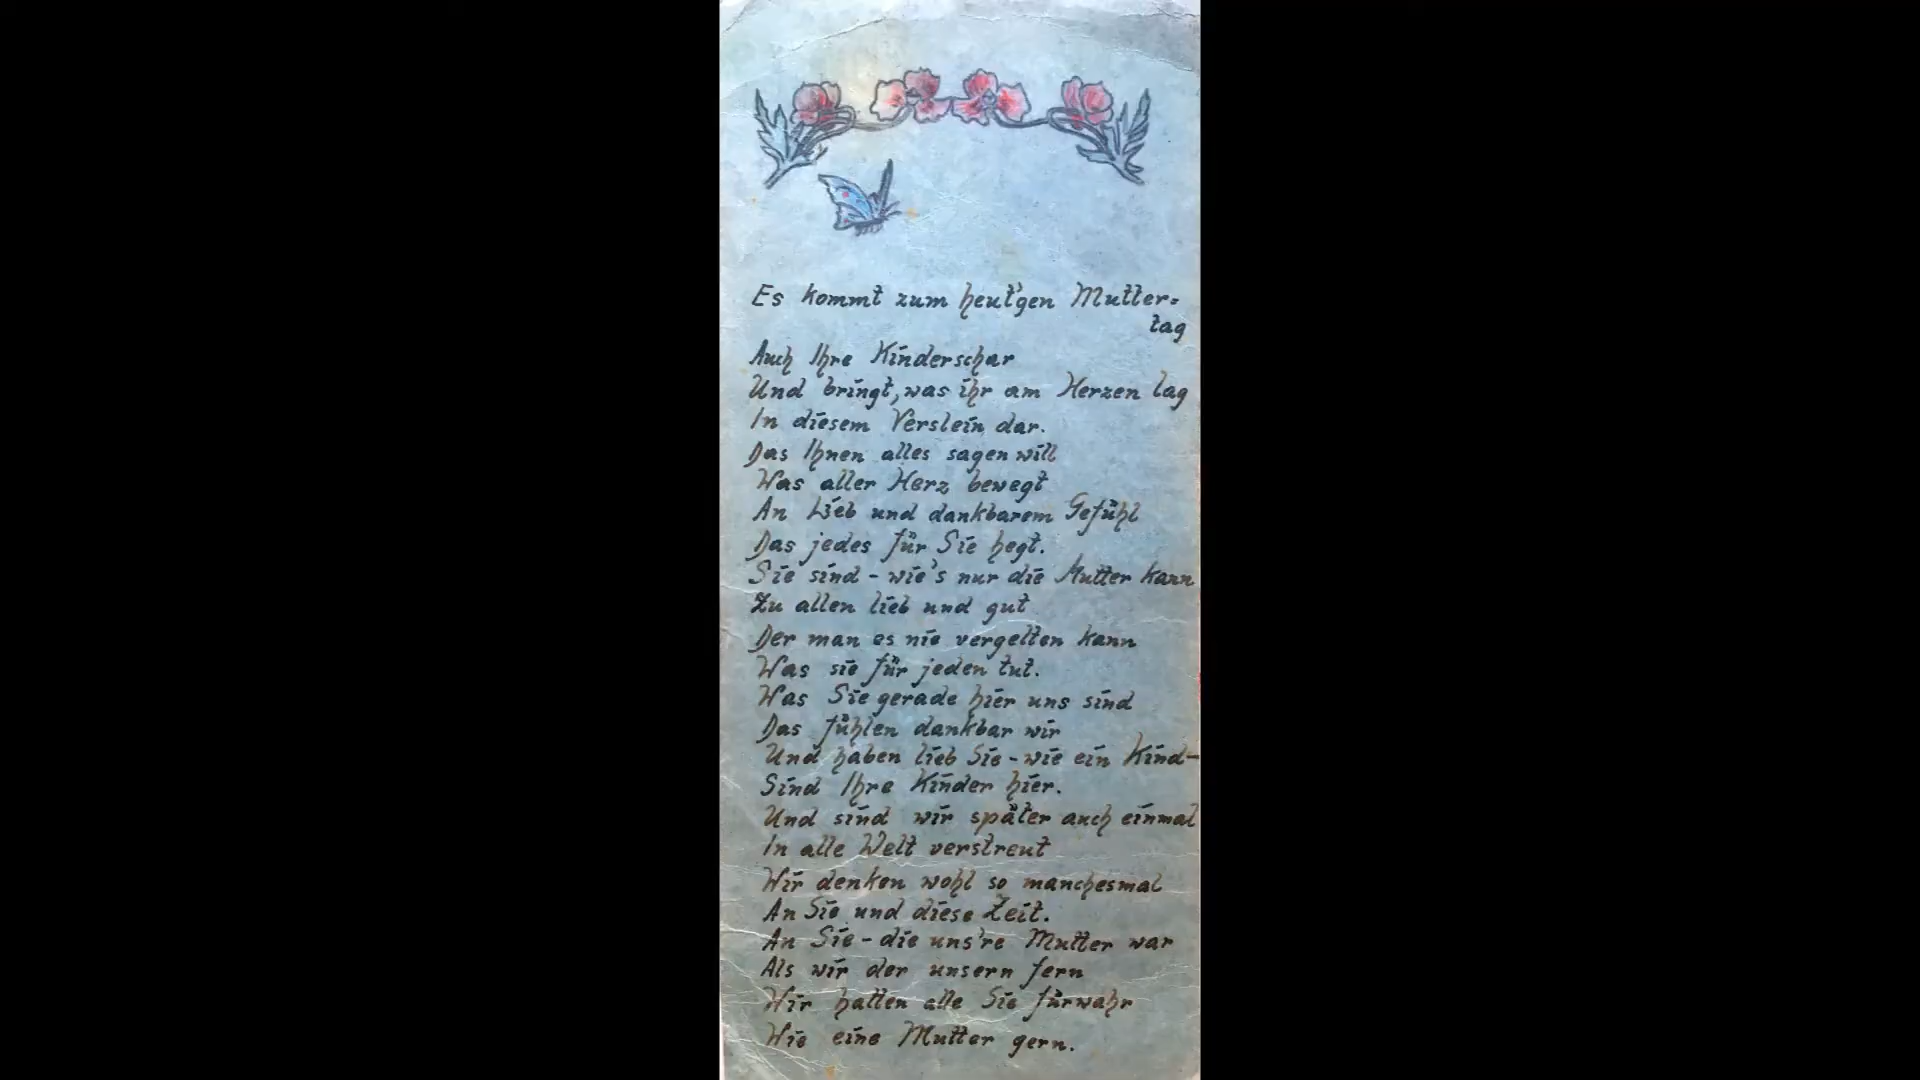 Es kommt zum heut'gen Mutter=
tag
Auch Ihre Kinderschar
Und bringt, was ihr am Herzen lag
In diesem Verslein dar.
Das Ihnen alles sagen will
Was aller Herz bewegt
An Lieb und dankbarem Gefühl
Das jedes für Sie hegt.
Sie sind - wie's nur die Mutter kann
Zu allen lieb und gut
Der man es nie vergelten kann
Was sie für jeden tut.
Was Sie gerade hier uns sind
Das fühlen dankbar wir
Und haben lieb Sie - wie ein Kind -
Sind Ihre Kinder hier.
Und sind wir später auch einmal
In alle Welt verstreut
Wir denken wohl so manchesmal
An Sie und diese Zeit.
An Sie - die uns're Mutter war
Als wir der unsern fern
Wir hatten alle Sie fürwahr
Wie eine Mutter gern.